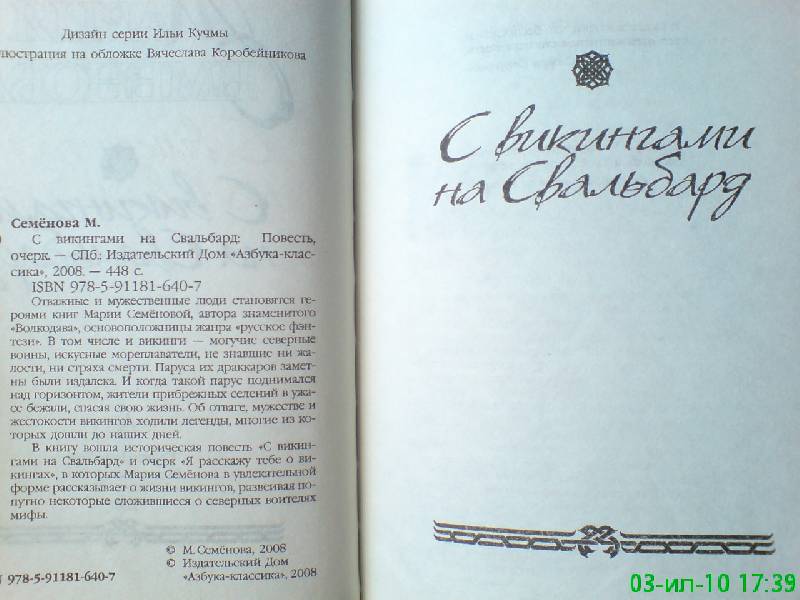 Дизайн серии Ильи Кучмы
на обложке Вячеслава Коробейникова
Семёнова М.
С викингами на Свальбард: Повесть,
очерк. — СПб.: Издательский Дом «Азбука-клас-
сика», 2008. — 448 с.
ISBN 978-5-91181-640-7
Отважные и мужественные люди становятся ге-
роями книг Марии Семёновой, автора знаменитого
«Волкодава», основоположницы жанра «русское фэн-
тези». В том числе и викинги — могучие северные
воины, искусные мореплаватели, не знавшие ни жа-
лости, ни страха смерти. Паруса их драккаров замет-
ны были издалека. И когда такой парус поднимался
над горизонтом, жители прибрежных селений в ужа-
се бежали, спасая свою жизнь. Об отваге, мужестве и
жестокости викингов ходили легенды, многие из ко-
торых дошли до наших дней.
В книгу вошла историческая повесть «С викин-
гами на Свальбард» и очерк «Я расскажу тебе о ви-
кингах», в которых Мария Семёнова в увлекательной
форме рассказывает о жизни викингов, развеивая по-
путно некоторые сложившиеся о северных воителях
мифы.
© М. Семёнова, 2008
© Издательский Дом
«Азбука-классика», 2008
978-5-91181-640-7
С викингами
на Свальбард
03-ил-10 17:39